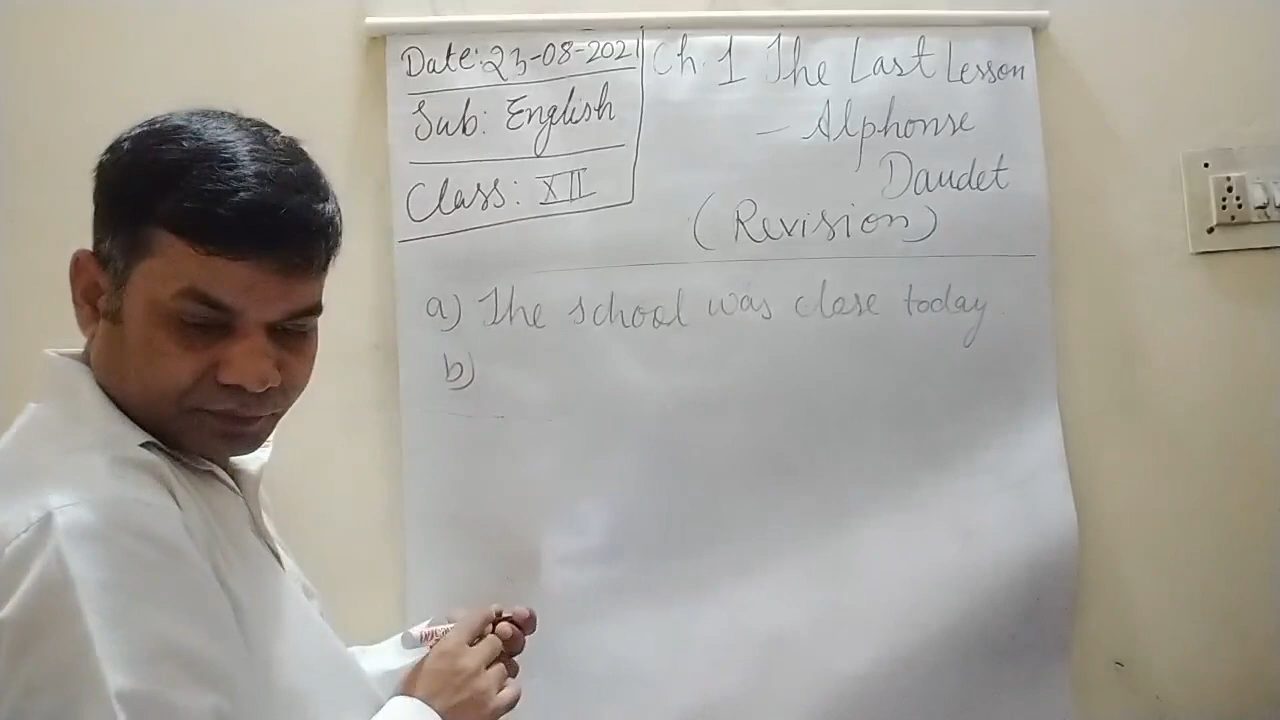 Date: 23-08-2021
Sub: English
Class: XII
Ch. 1 The Last Lesson
- Alphonse
Daudet
(Revision)
a) The school was close today
b)